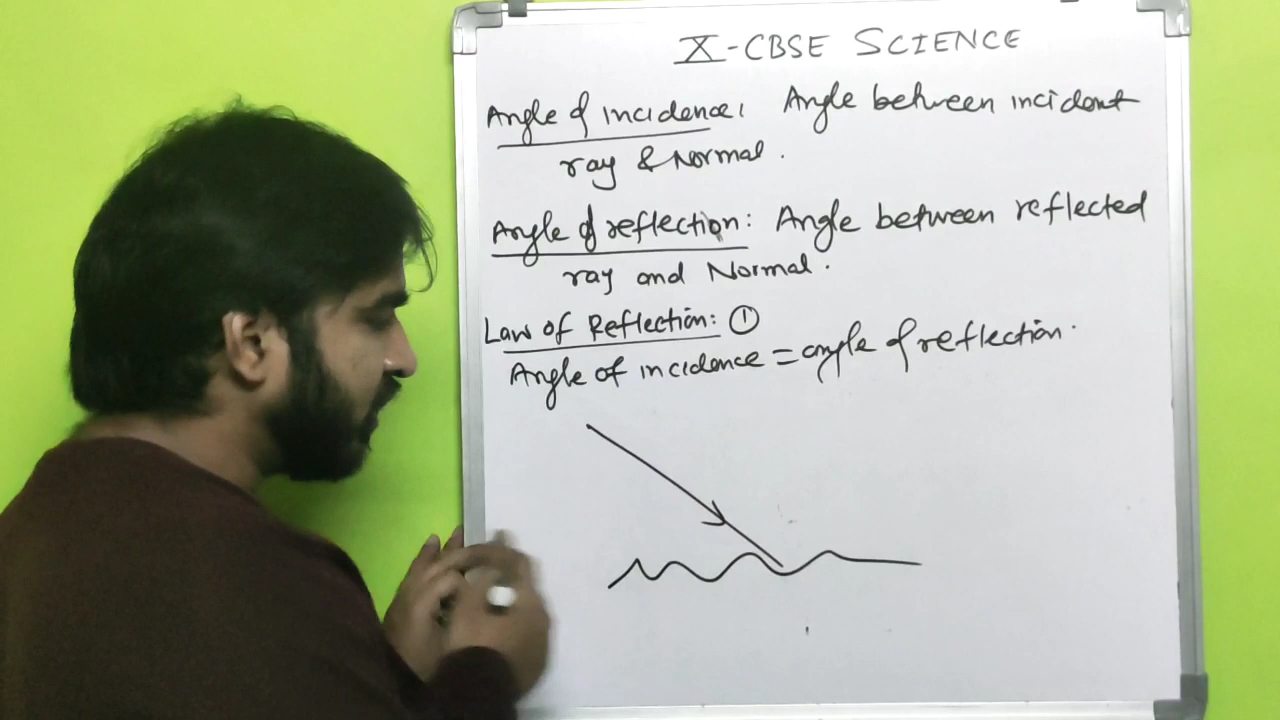 X-CBSE SCIENCE
Angle of incidence: Angle between incident
ray & Normal.
Angle of reflection: Angle between reflected
ray and Normal.
Law of Reflection: ①
Angle of incidence = angle of reflection.